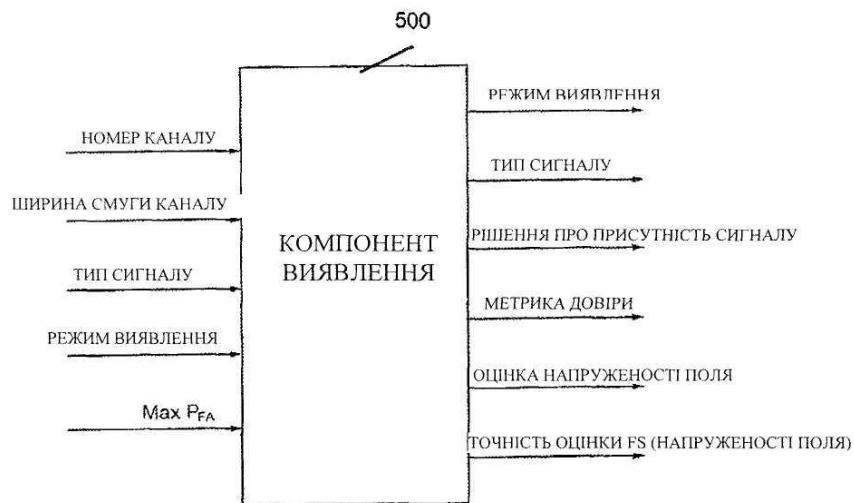 500
НОМЕР КАНАЛУ
ШИРИНА СМУГИ КАНАЛУ
ТИП СИГНАЛУ
РЕЖИМ ВИЯВЛЕННЯ
Max PFA
КОМПОНЕНТ
ВИЯВЛЕННЯ
РЕЖИМ ВИЯВЛЕННЯ
ТИП СИГНАЛУ
РІШЕННЯ ПРО ПРИСУТНІСТЬ СИГНАЛУ
МЕТРИКА ДОВІРИ
ОЦІНКА НАПРУЖЕНОСТІ ПОЛЯ
ТОЧНІСТЬ ОЦІНКИ FS (НАПРУЖЕНОСТІ ПОЛЯ)